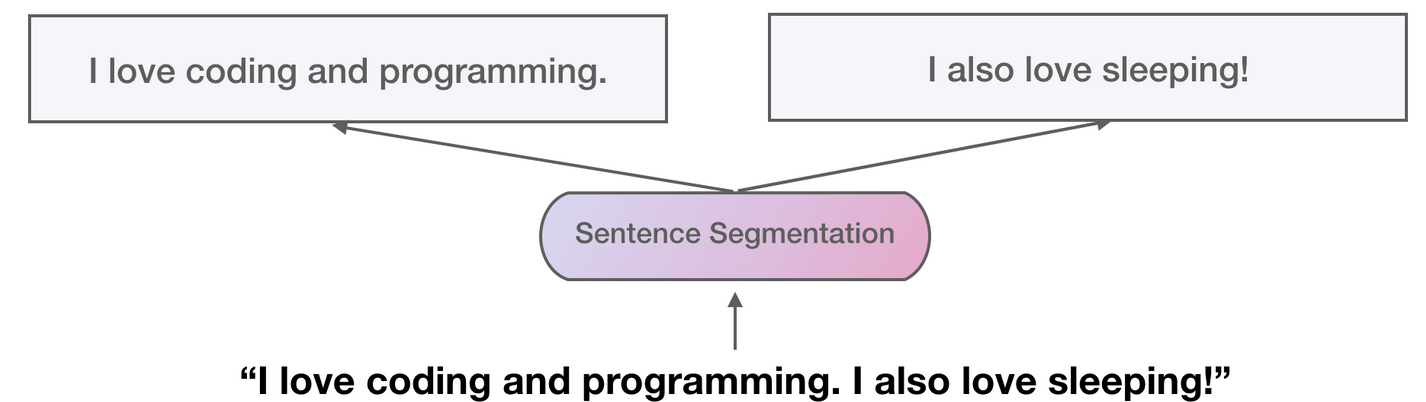 I love coding and programming.
I also love sleeping!
Sentence Segmentation
“I love coding and programming. I also love sleeping!”